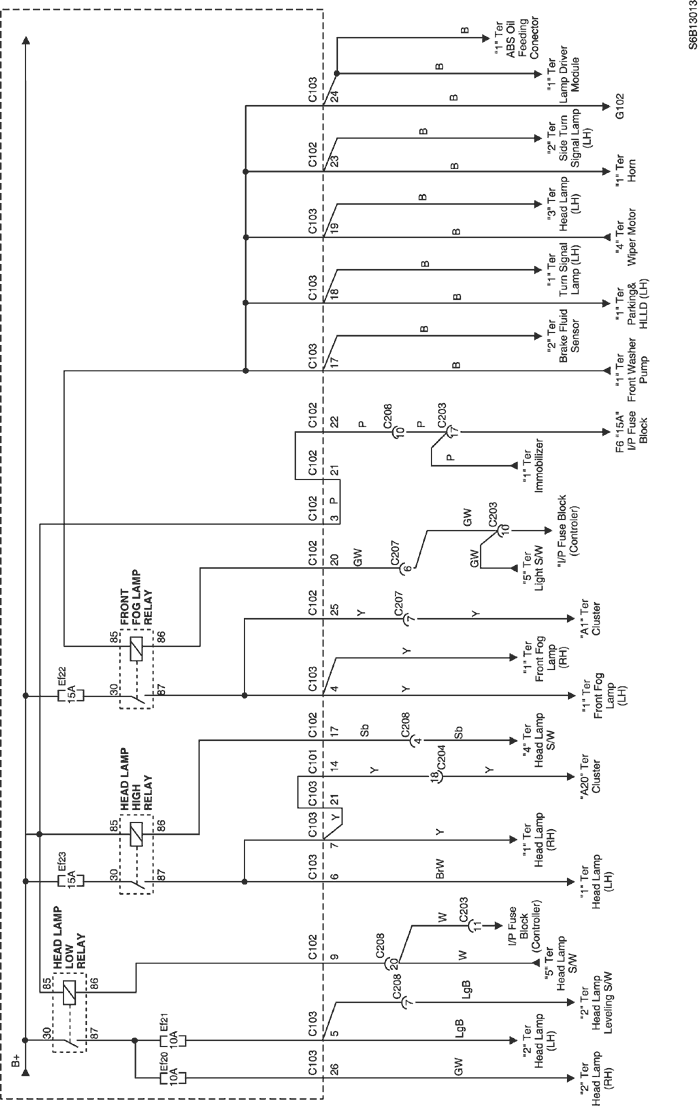 S6B13013
B+
HEAD LAMP
LOW
RELAY
30
85
87
86
Ef20
10A
Ef21
10A
Ef23
15A
HEAD LAMP
HIGH
RELAY
30
85
87
86
Ef22
15A
FRONT
FOG LAMP
RELAY
30
85
87
86
C103
26
GW
"2" Ter
Head Lamp
(RH)
C103
5
LgB
"2" Ter
Head Lamp
(LH)
C208
7
LgB
"2" Ter
Head Lamp
Leveling S/W
C102
9
C208
20
W
"5" Ter
Head Lamp
S/W
W
C203
11
I/P Fuse
Block
(Controller)
C103
6
BrW
"1" Ter
Head Lamp
(LH)
C103
7
Y
"1" Ter
Head Lamp
(RH)
Y
C103
21
C101
14
Y
C204
18
Y
"A20" Ter
Cluster
C102
17
Sb
C208
4
Sb
"4" Ter
Head Lamp
S/W
C103
4
Y
"1" Ter
Front Fog
Lamp
(LH)
Y
"1" Ter
Front Fog
Lamp
(RH)
C102
25
Y
C207
7
Y
"A1" Ter
Cluster
C102
20
GW
C207
6
GW
GW
C203
10
"5" Ter
Light S/W
"I/P Fuse Block
(Controler)
C102
3
P
C102
21
C102
22
P
C208
10
P
C203
17
P
"1" Ter
Immobilizer
F6 "15A"
I/P Fuse
Block
C103
17
B
"1" Ter
Front Washer
Pump
B
"2" Ter
Brake Fluid
Sensor
C103
18
B
"1" Ter
Parking&
HLLD (LH)
B
"1" Ter
Turn Signal
Lamp (LH)
C103
19
B
"4" Ter
Wiper Motor
B
"3" Ter
Head Lamp
(LH)
C102
23
B
"1" Ter
Horn
B
"2" Ter
Side Turn
Signal Lamp
(LH)
C103
24
B
G102
B
"1" Ter
Lamp Driver
Module
B
"1" Ter
ABS Oil
Feeding
Conector